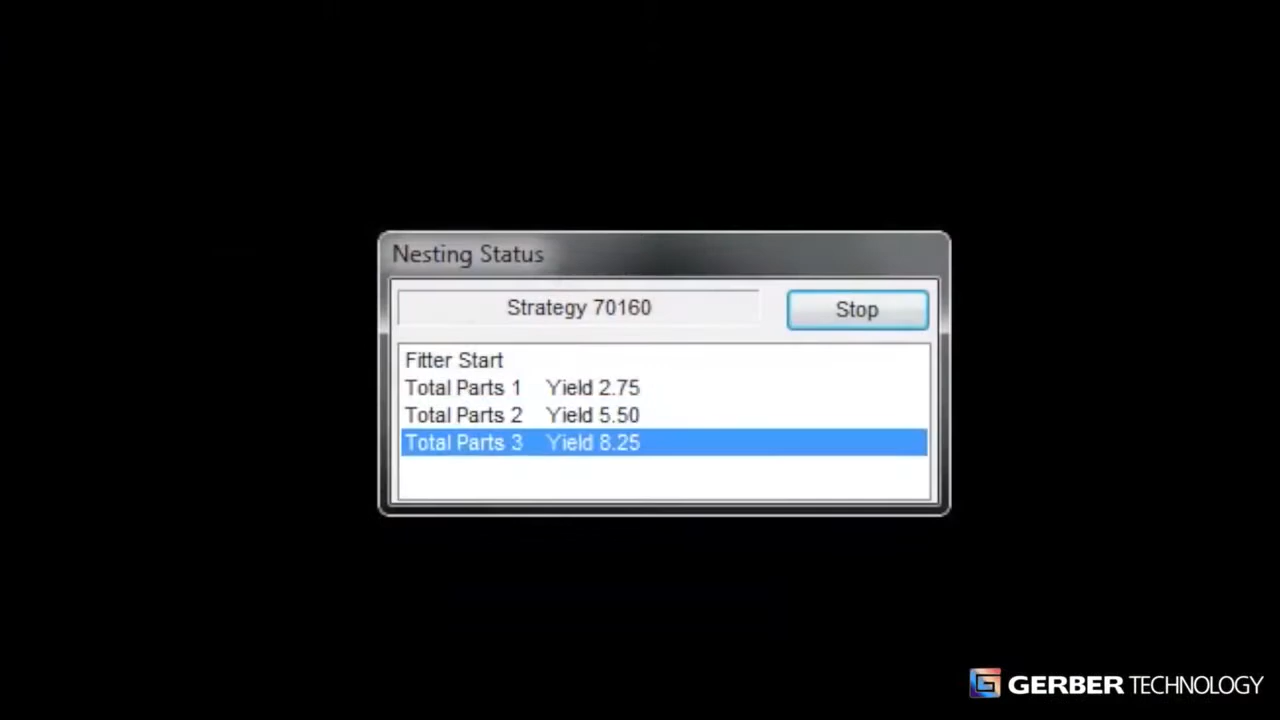 Nesting Status
Strategy 70160
Stop
Fitter Start
Total Parts 1 Yield 2.75
Total Parts 2 Yield 5.50
Total Parts 3 Yield 8.25
GERBER TECHNOLOGY